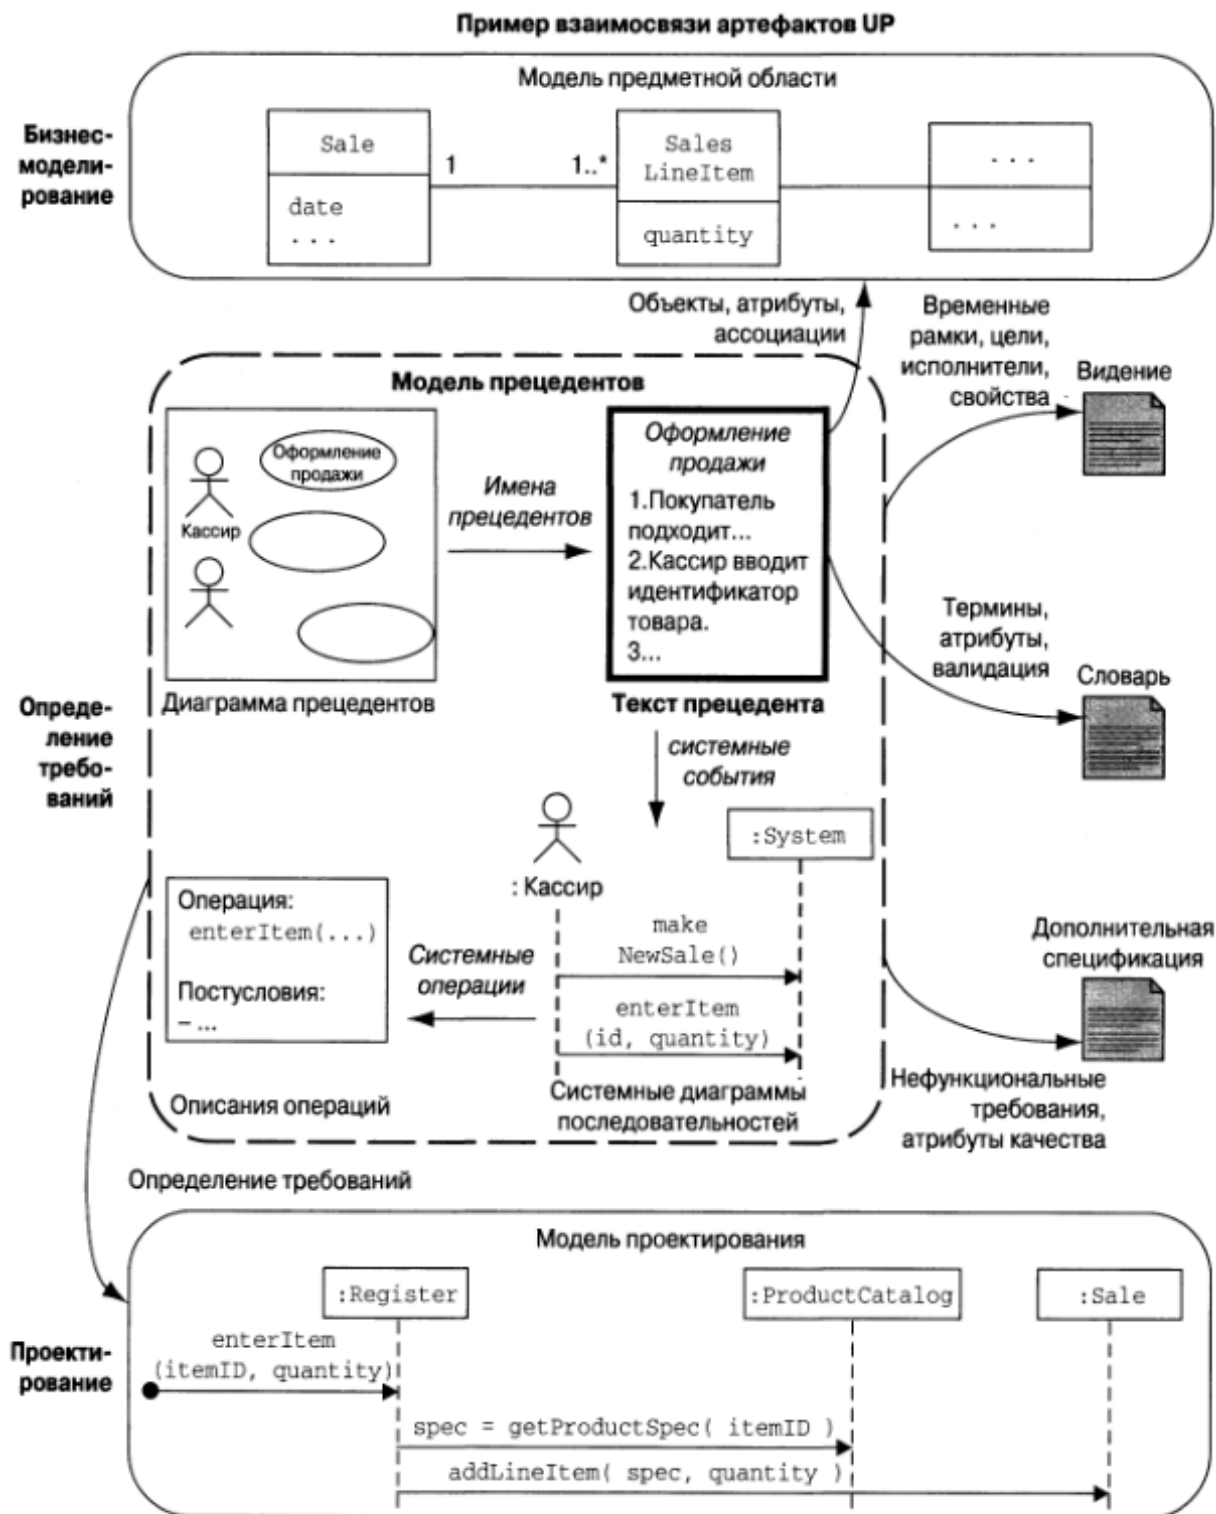 Пример взаимосвязи артефактов UP
Модель предметной области
Бизнес-
модели-
рование
Sale
date
. . .
1
1..*
Sales
LineItem
quantity
. . .
. . .
Объекты, атрибуты,
ассоциации
Временные
рамки, цели,
исполнители,
свойства
Видение
Модель прецедентов
Оформление
продажи
Кассир
Имена
прецедентов
Оформление
продажи
1.Покупатель
подходит...
2.Кассир вводит
идентификатор
товара.
3...
Термины,
атрибуты,
валидация
Словарь
Диаграмма прецедентов
Текст прецедента
Опреде-
ление
требо-
ваний
системные
события
: Кассир
:System
make
NewSale()
enterItem
(id, quantity)
Системные
операции
Операция:
enterItem(...)
Постусловия:
– ...
Дополнительная
спецификация
Описания операций
Системные диаграммы
последовательностей
Нефункциональные
требования,
атрибуты качества
Определение требований
Модель проектирования
Проекти-
рование
:Register
:ProductCatalog
:Sale
enterItem
(itemID, quantity)
spec = getProductSpec( itemID )
addLineItem( spec, quantity )